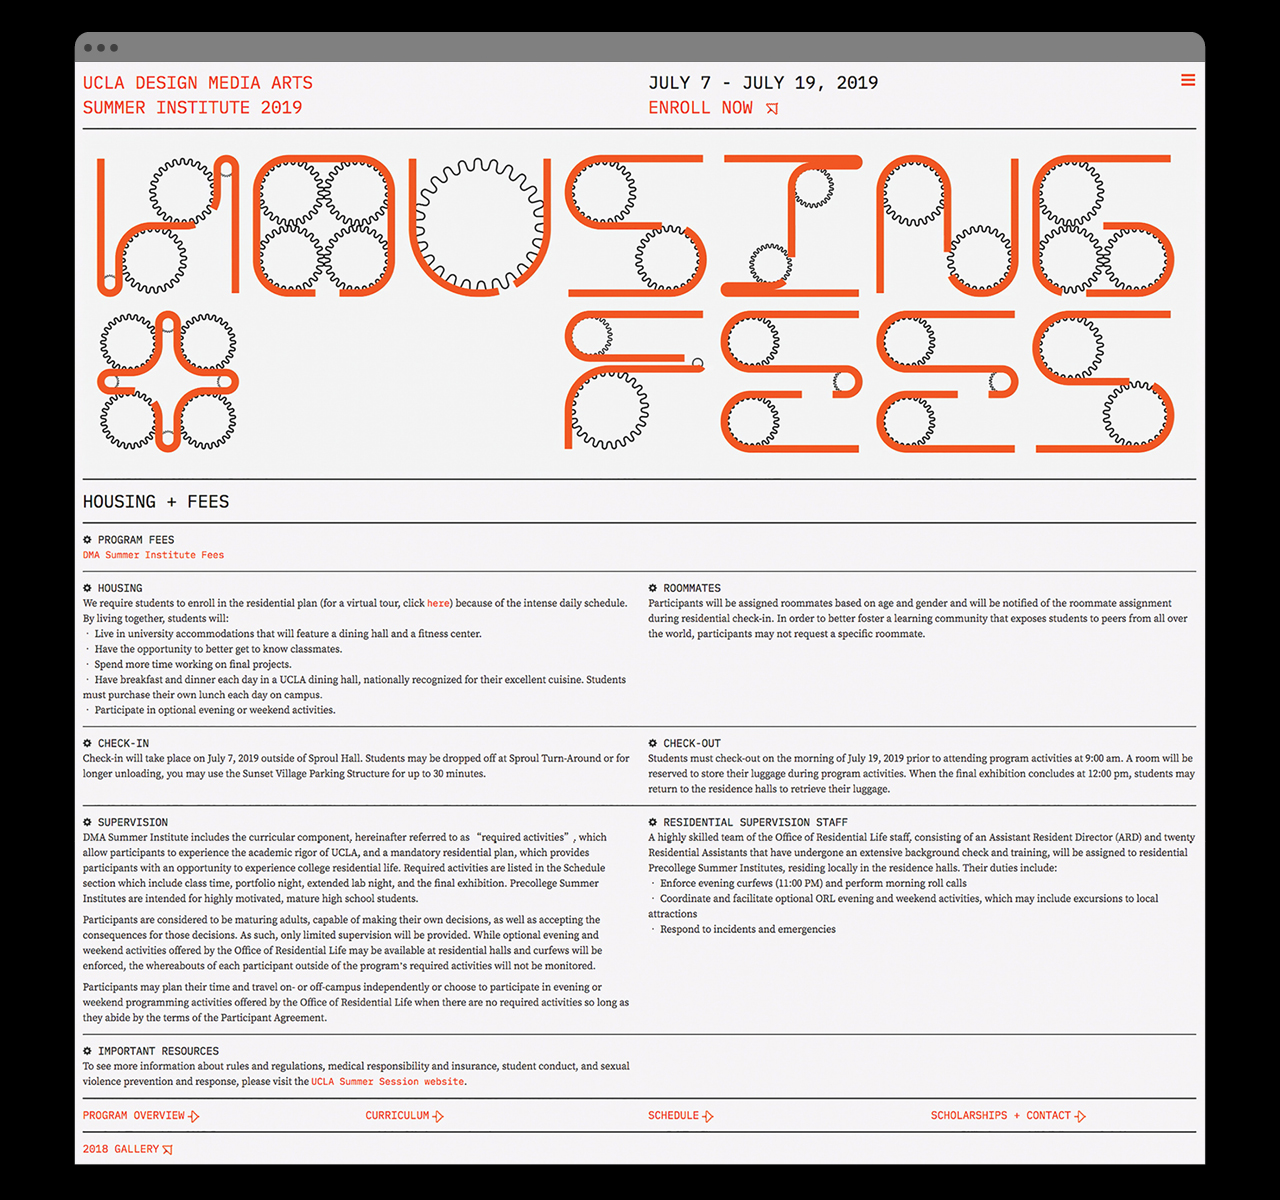 UCLA DESIGN MEDIA ARTS
SUMMER INSTITUTE 2019
JULY 7 - JULY 19, 2019
ENROLL NOW
HOUSING
+ FEES
HOUSING + FEES
PROGRAM FEES
DMA Summer Institute Fees
HOUSING
We require students to enroll in the residential plan (for a virtual tour, click here) because of the intense daily schedule.
By living together, students will:
· Live in university accommodations that will feature a dining hall and a fitness center.
· Have the opportunity to better get to know classmates.
· Spend more time working on final projects.
· Have breakfast and dinner each day in a UCLA dining hall, nationally recognized for their excellent cuisine. Students
must purchase their own lunch each day on campus.
· Participate in optional evening or weekend activities.
ROOMMATES
Participants will be assigned roommates based on age and gender and will be notified of the roommate assignment
during residential check-in. In order to better foster a learning community that exposes students to peers from all over
the world, participants may not request a specific roommate.
CHECK-IN
Check-in will take place on July 7, 2019 outside of Sproul Hall. Students may be dropped off at Sproul Turn-Around or for
longer unloading, you may use the Sunset Village Parking Structure for up to 30 minutes.
CHECK-OUT
Students must check-out on the morning of July 19, 2019 prior to attending program activities at 9:00 am. A room will be
reserved to store their luggage during program activities. When the final exhibition concludes at 12:00 pm, students may
return to the residence halls to retrieve their luggage.
SUPERVISION
DMA Summer Institute includes the curricular component, hereinafter referred to as “required activities”, which
allow participants to experience the academic rigor of UCLA, and a mandatory residential plan, which provides
participants with an opportunity to experience college residential life. Required activities are listed in the Schedule
section which include class time, portfolio night, extended lab night, and the final exhibition. Precollege Summer
Institutes are intended for highly motivated, mature high school students.
Participants are considered to be maturing adults, capable of making their own decisions, as well as accepting the
consequences for those decisions. As such, only limited supervision will be provided. While optional evening and
weekend activities offered by the Office of Residential Life may be available at residential halls and curfews will be
enforced, the whereabouts of each participant outside of the program's required activities will not be monitored.
Participants may plan their time and travel on- or off-campus independently or choose to participate in evening or
weekend programming activities offered by the Office of Residential Life when there are no required activities so long as
they abide by the terms of the Participant Agreement.
RESIDENTIAL SUPERVISION STAFF
A highly skilled team of the Office of Residential Life staff, consisting of an Assistant Resident Director (ARD) and twenty
Residential Assistants that have undergone an extensive background check and training, will be assigned to residential
Precollege Summer Institutes, residing locally in the residence halls. Their duties include:
· Enforce evening curfews (11:00 PM) and perform morning roll calls
· Coordinate and facilitate optional ORL evening and weekend activities, which may include excursions to local
attractions
· Respond to incidents and emergencies
IMPORTANT RESOURCES
To see more information about rules and regulations, medical responsibility and insurance, student conduct, and sexual
violence prevention and response, please visit the UCLA Summer Session website.
PROGRAM OVERVIEW
CURRICULUM
SCHEDULE
SCHOLARSHIPS + CONTACT
2018 GALLERY